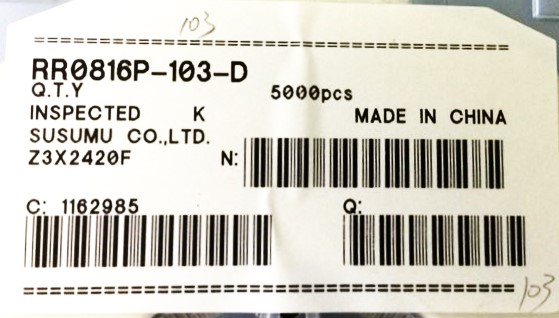 103
RR0816P-103-D
Q.T.Y 5000pcs
INSPECTED K MADE IN CHINA
SUSUMU CO.,LTD.
Z3X2420F N:
C: 1162985 Q:
103